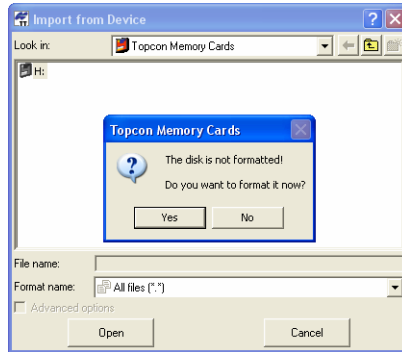 Import from Device
Look in:
Topcon Memory Cards
H:
Topcon Memory Cards
The disk is not formatted!
Do you want to format it now?
Yes
No
File name:
Format name:
All files (*.*)
Advanced options
Open
Cancel